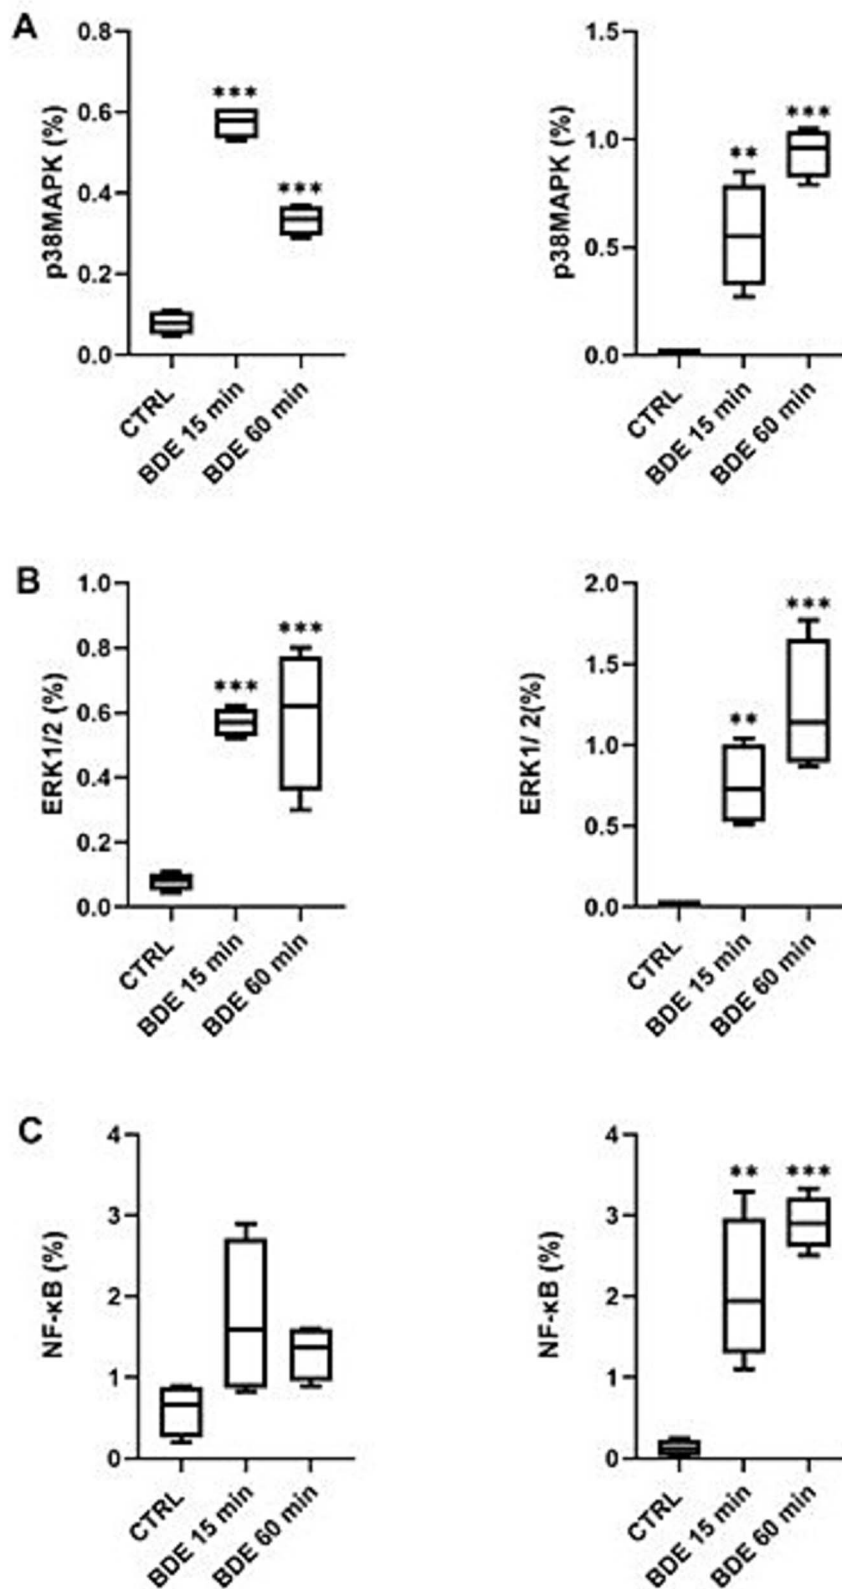 A
0.8
0.6
0.4
0.2
0.0
p38MAPK (%)
***
***
CTRL
BDE 15 min
BDE 60 min
1.5
1.0
0.5
0.0
p38MAPK (%)
**
***
CTRL
BDE 15 min
BDE 60 min
B
1.0
0.8
0.6
0.4
0.2
0.0
ERK1/2 (%)
***
***
CTRL
BDE 15 min
BDE 60 min
2.0
1.5
1.0
0.5
0.0
ERK1/ 2(%)
**
***
CTRL
BDE 15 min
BDE 60 min
C
4
3
2
1
0
NF-κB (%)
CTRL
BDE 15 min
BDE 60 min
4
3
2
1
0
NF-κB (%)
**
***
CTRL
BDE 15 min
BDE 60 min